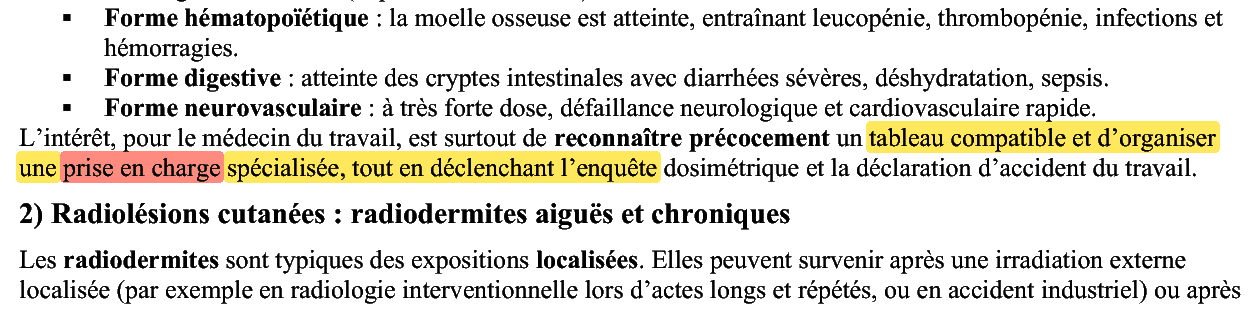 ▪ Forme hématopoïétique : la moelle osseuse est atteinte, entraînant leucopénie, thrombopénie, infections et
hémorragies.
▪ Forme digestive : atteinte des cryptes intestinales avec diarrhées sévères, déshydratation, sepsis.
▪ Forme neurovasculaire : à très forte dose, défaillance neurologique et cardiovasculaire rapide.
L’intérêt, pour le médecin du travail, est surtout de reconnaître précocement un tableau compatible et d’organiser
une prise en charge spécialisée, tout en déclenchant l’enquête dosimétrique et la déclaration d’accident du travail.
2) Radiolésions cutanées : radiodermites aiguës et chroniques
Les radiodermites sont typiques des expositions localisées. Elles peuvent survenir après une irradiation externe
localisée (par exemple en radiologie interventionnelle lors d’actes longs et répétés, ou en accident industriel) ou après